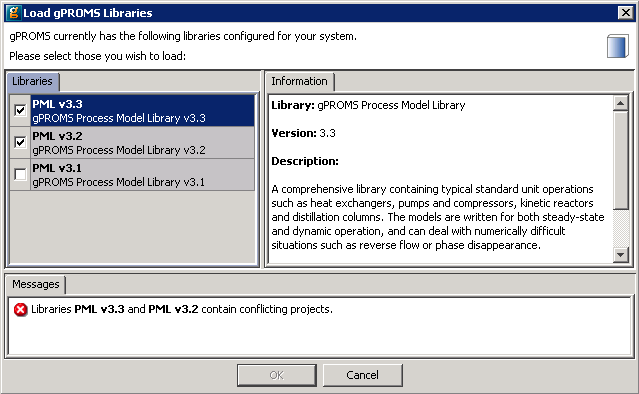 Load gPROMS Libraries
gPROMS currently has the following libraries configured for your system.
Please select those you wish to load:
Libraries
PML v3.3
gPROMS Process Model Library v3.3
PML v3.2
gPROMS Process Model Library v3.2
PML v3.1
gPROMS Process Model Library v3.1
Information
Library: gPROMS Process Model Library
Version: 3.3
Description:
A comprehensive library containing typical standard unit operations
such as heat exchangers, pumps and compressors, kinetic reactors
and distillation columns. The models are written for both steady-state
and dynamic operation, and can deal with numerically difficult
situations such as reverse flow or phase disappearance.
Messages
Libraries PML v3.3 and PML v3.2 contain conflicting projects.
OK
Cancel